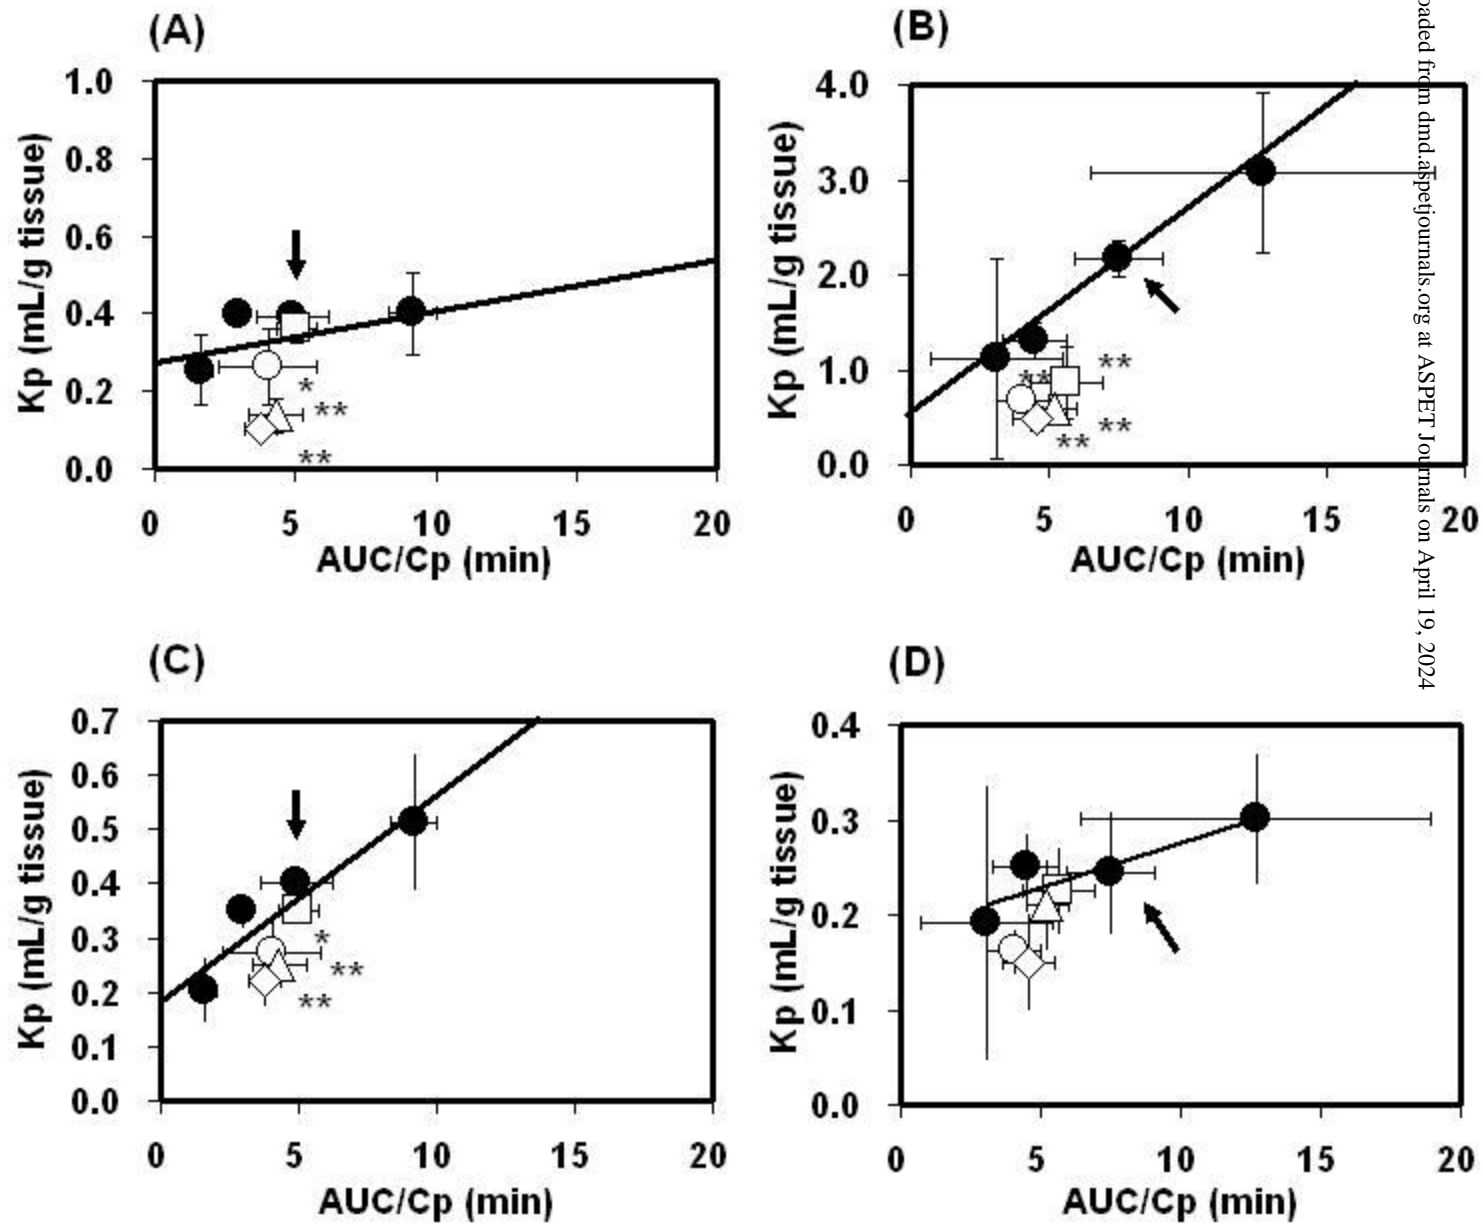 (A)
1.0
0.8
0.6
0.4
0.2
0.0
Kp (mL/g tissue)
*
**
**
0 5 10 15 20
AUC/Cp (min)
(B)
4.0
3.0
2.0
1.0
0.0
Kp (mL/g tissue)
**
**
**
**
0 5 10 15 20
AUC/Cp (min)
(C)
0.7
0.6
0.5
0.4
0.3
0.2
0.1
0.0
Kp (mL/g tissue)
*
**
**
0 5 10 15 20
AUC/Cp (min)
(D)
0.4
0.3
0.2
0.1
0.0
Kp (mL/g tissue)
0 5 10 15 20
AUC/Cp (min)
from dmd.aspetjournals.org at ASPET Journals on April 19, 2024